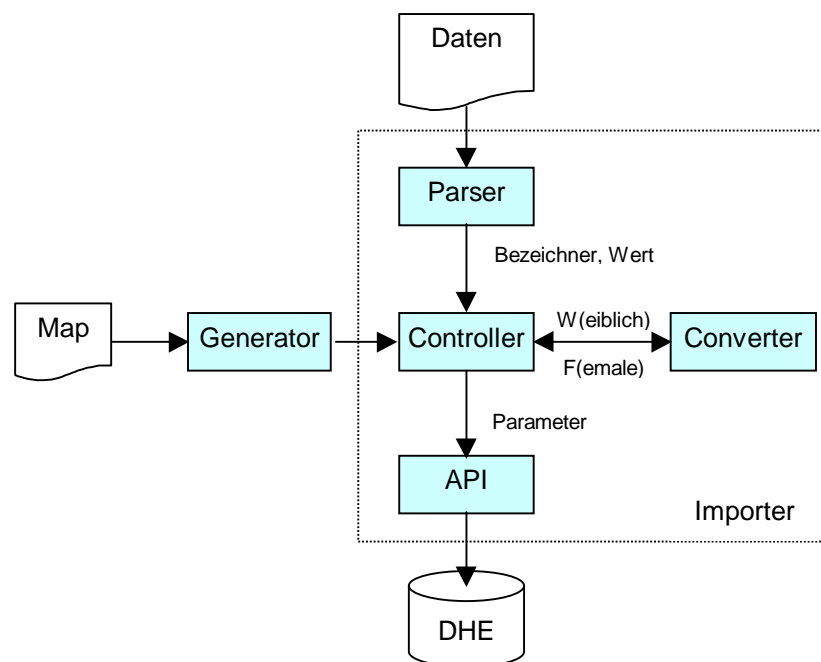 Daten
Parser
Bezeichner, Wert
Map
Generator
Controller
W(eiblich)
F(emale)
Converter
Parameter
API
Importer
DHE